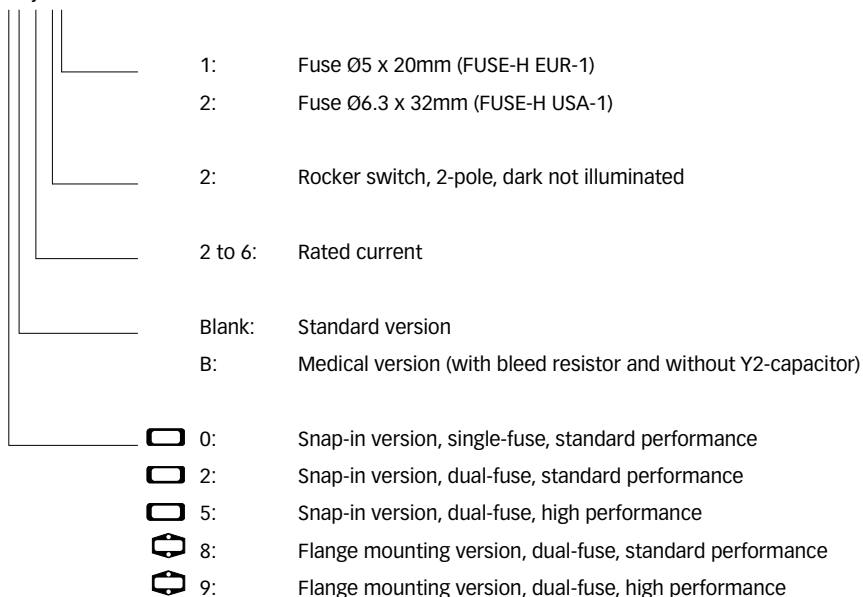 1: Fuse Ø5 x 20mm (FUSE-H EUR-1)
2: Fuse Ø6.3 x 32mm (FUSE-H USA-1)
2: Rocker switch, 2-pole, dark not illuminated
2 to 6: Rated current
Blank: Standard version
B: Medical version (with bleed resistor and without Y2-capacitor)
0: Snap-in version, single-fuse, standard performance
2: Snap-in version, dual-fuse, standard performance
5: Snap-in version, dual-fuse, high performance
8: Flange mounting version, dual-fuse, standard performance
9: Flange mounting version, dual-fuse, high performance